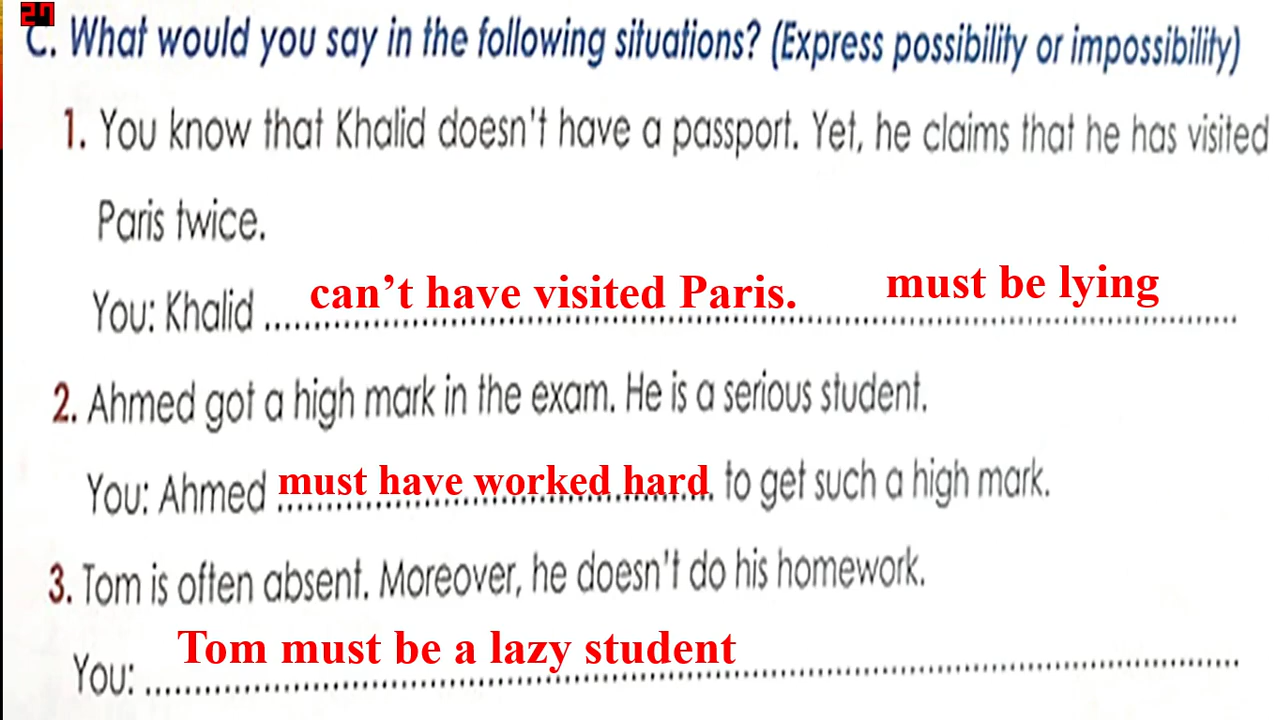 27
C. What would you say in the following situations? (Express possibility or impossibility)
1. You know that Khalid doesn't have a passport. Yet, he claims that he has visited
Paris twice.
You: Khalid can't have visited Paris. must be lying
2. Ahmed got a high mark in the exam. He is a serious student.
You: Ahmed must have worked hard to get such a high mark.
3. Tom is often absent. Moreover, he doesn't do his homework.
You: Tom must be a lazy student